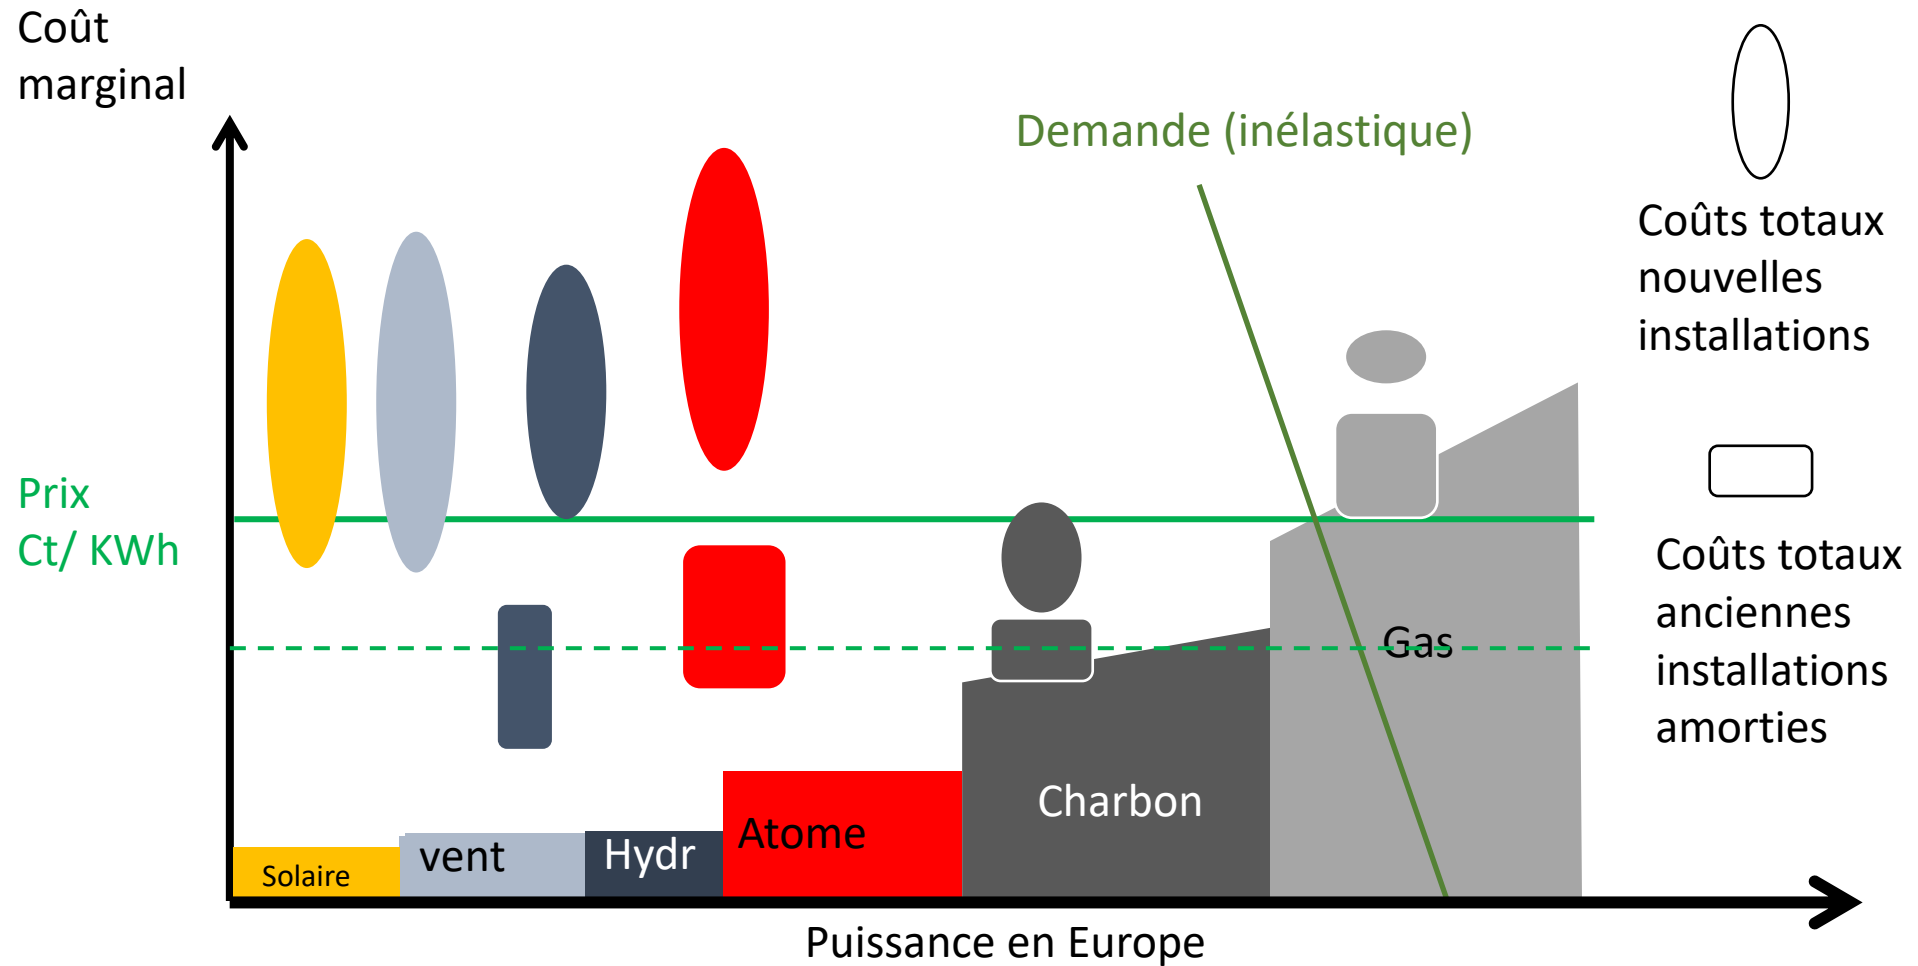 Coût
marginal
Demande (inélastique)
Coûts totaux
nouvelles
installations
Prix
Ct/ KWh
Coûts totaux
anciennes
installations
amorties
Gas
Charbon
Atome
Hydr
vent
Solaire
Puissance en Europe